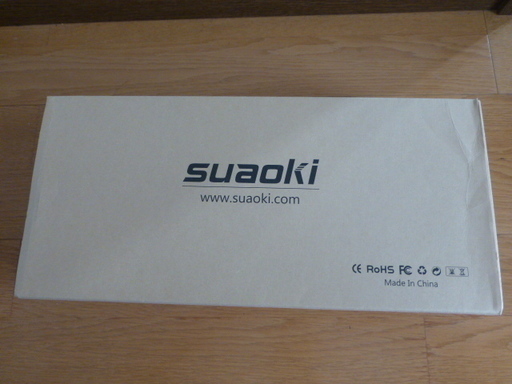 suaoki
www.suaoki.com
CE RoHS FC
Made In China